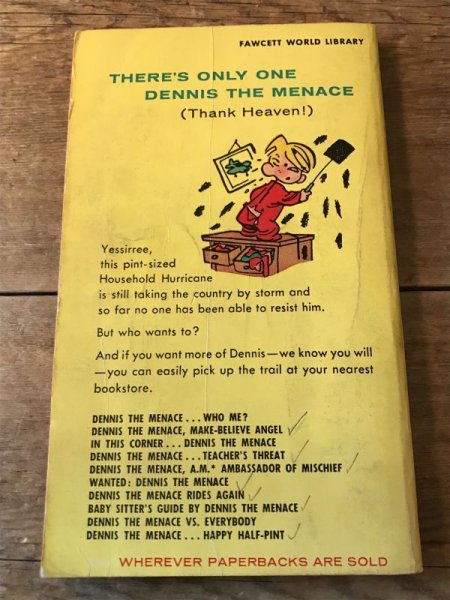 FAWCETT WORLD LIBRARY
THERE'S ONLY ONE
DENNIS THE MENACE
(Thank Heaven!)
Yessirree,
this pint-sized
Household Hurricane
is still taking the country by storm and
so far no one has been able to resist him.
But who wants to?
And if you want more of Dennis—we know you will
—you can easily pick up the trail at your nearest
bookstore.
DENNIS THE MENACE... WHO ME?
DENNIS THE MENACE, MAKE-BELIEVE ANGEL
IN THIS CORNER... DENNIS THE MENACE
DENNIS THE MENACE... TEACHER'S THREAT
DENNIS THE MENACE, A.M.* AMBASSADOR OF MISCHIEF
WANTED: DENNIS THE MENACE
DENNIS THE MENACE RIDES AGAIN
BABY SITTER'S GUIDE BY DENNIS THE MENACE
DENNIS THE MENACE VS. EVERYBODY
DENNIS THE MENACE... HAPPY HALF-PINT
WHEREVER PAPERBACKS ARE SOLD